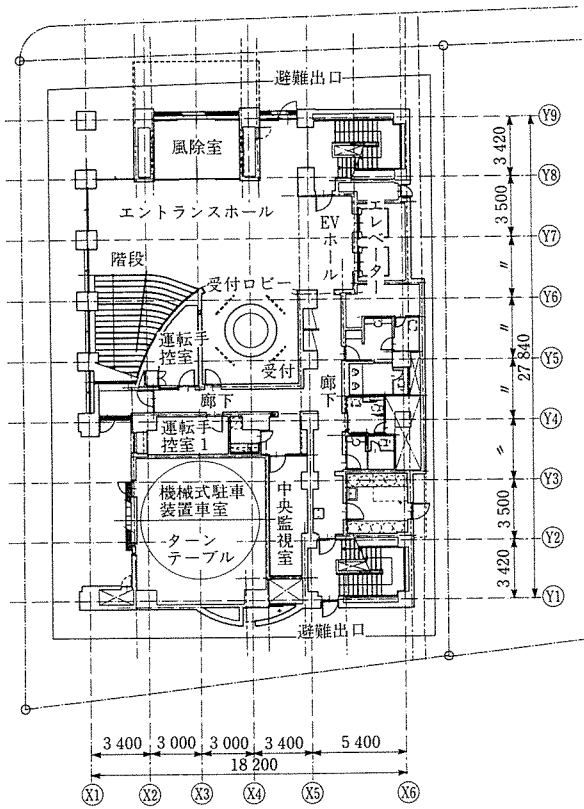 避難出口
Y9
風除室
3 420
Y8
エントランスホール
EVホール
エレベーター
3 500
Y7
階段
〃
受付ロビー
Y6
運転手
控室
〃
27 840
受付
Y5
廊下
廊下
〃
Y4
運転手
控室1
〃
機械式駐車
装置車室
中央監視室
Y3
3 500
ターン
テーブル
Y2
3 420
Y1
避難出口
3 400
3 000
3 000
3 400
5 400
18 200
X1
X2
X3
X4
X5
X6